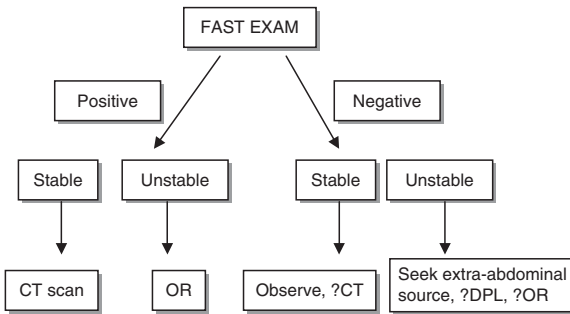 FAST EXAM
Positive
Negative
Stable
Unstable
Stable
Unstable
CT scan
OR
Observe, ?CT
Seek extra-abdominal
source, ?DPL, ?OR